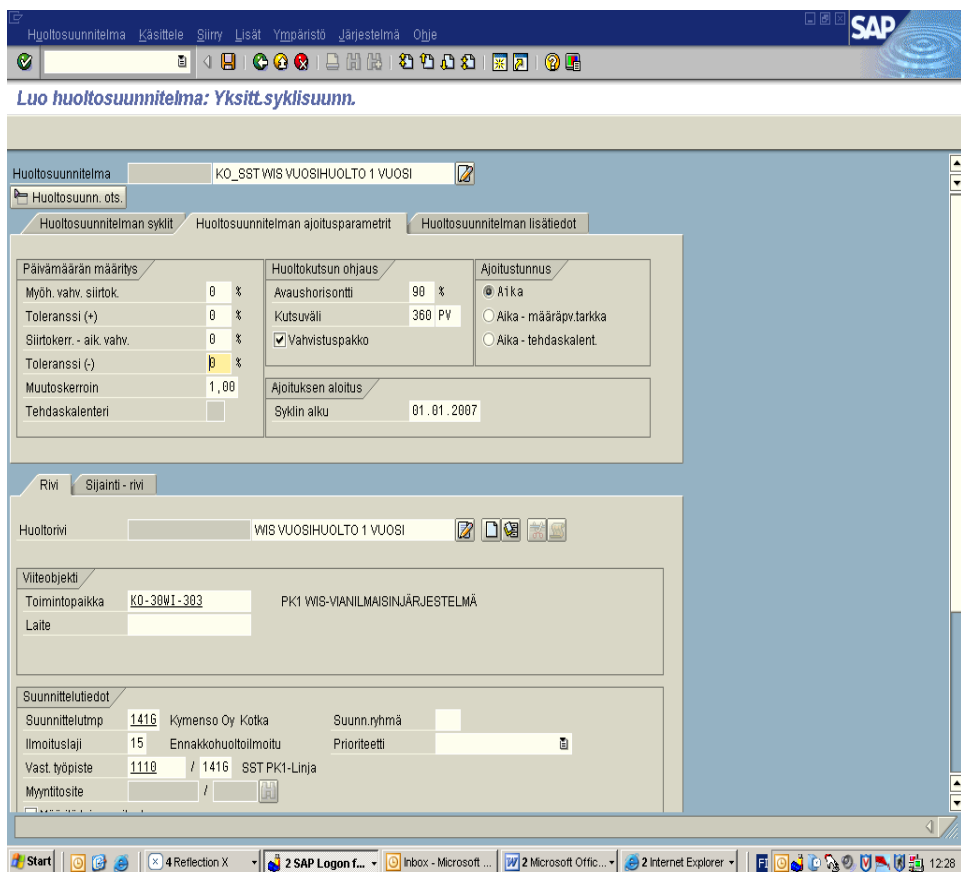 Huoltosuunnitelma Käsittele Siirry Lisät Ympäristö Järjestelmä Ohje
SAP
Luo huoltosuunnitelma: Yksitt.syklisuunn.
Huoltosuunnitelma KO_SST WIS VUOSIHUOLTO 1 VUOSI
Huoltosuunn. ots.
Huoltosuunnitelman syklit Huoltosuunnitelman ajoitusparametrit Huoltosuunnitelman lisätiedot
Päivämäärän määritys Huoltokutsun ohjaus Ajoitustunnus
Myöh. vahv. siirtok. 0 % Avaushorisontti 90 % Aika
Toleranssi (+) 0 % Kutsuväli 360 PV Aika - määräpv.tarkka
Siirtokerr. - aik. vahv. 0 % Vahvistuspakko Aika - tehdaskalent.
Toleranssi (-) 0 %
Muutoskerroin 1,00 Ajoituksen aloitus
Tehdaskalenteri Syklin alku 01.01.2007
Rivi Sijainti - rivi
Huoltorivi WIS VUOSIHUOLTO 1 VUOSI
Viiteobjekti
Toimintopaikka KO-30WI-303 PK1 WIS-VIANILMAISINJÄRJESTELMÄ
Laite
Suunnittelutiedot
Suunnittelutmp 141G Kymenso Oy Kotka Suunn.ryhmä
Ilmoituslaji 15 Ennakkohuoltoilmoitu Prioriteetti
Vast. työpiste 1110 / 141G SST PK1-Linja
Myyntitosite /
Start 4 Reflection X 2 SAP Logon f... Inbox - Microsoft ... 2 Microsoft Offic... 2 Internet Explorer FI 12:28